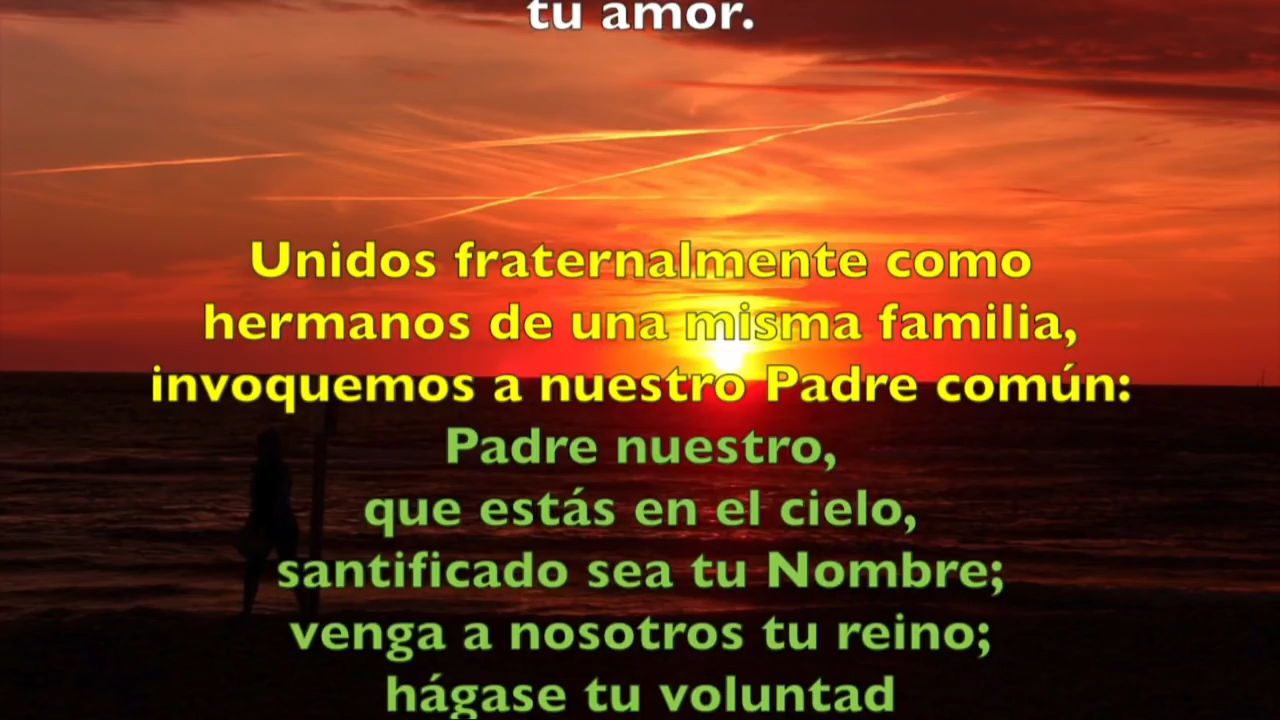 tu amor.
Unidos fraternalmente como
hermanos de una misma familia,
invoquemos a nuestro Padre común:
Padre nuestro,
que estás en el cielo,
santificado sea tu Nombre;
venga a nosotros tu reino;
hágase tu voluntad